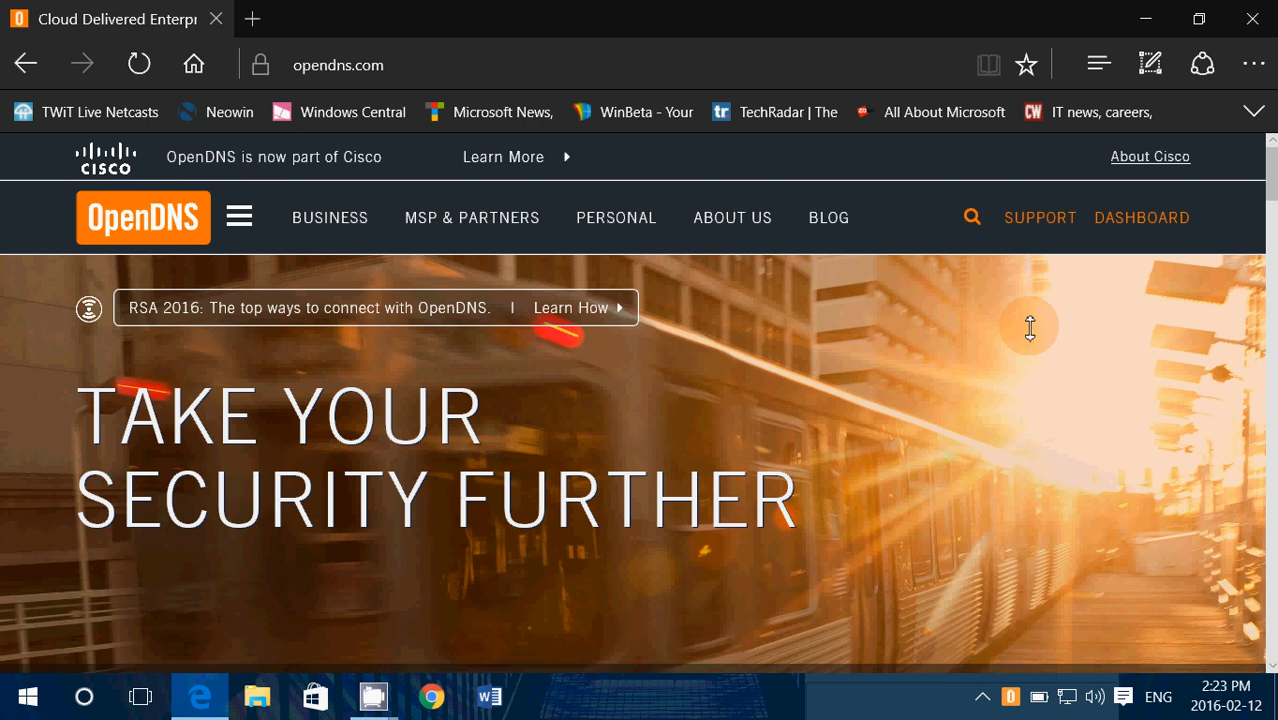 Cloud Delivered Enterpr
opendns.com
TWiT Live Netcasts
Neowin
Windows Central
Microsoft News,
WinBeta - Your
tr
TechRadar | The
All About Microsoft
CW
IT news, careers,
CISCO
OpenDNS is now part of Cisco
Learn More
About Cisco
OpenDNS
BUSINESS
MSP & PARTNERS
PERSONAL
ABOUT US
BLOG
SUPPORT
DASHBOARD
RSA 2016: The top ways to connect with OpenDNS. | Learn How
TAKE YOUR
SECURITY FURTHER
ENG
2:23 PM
2016-02-12